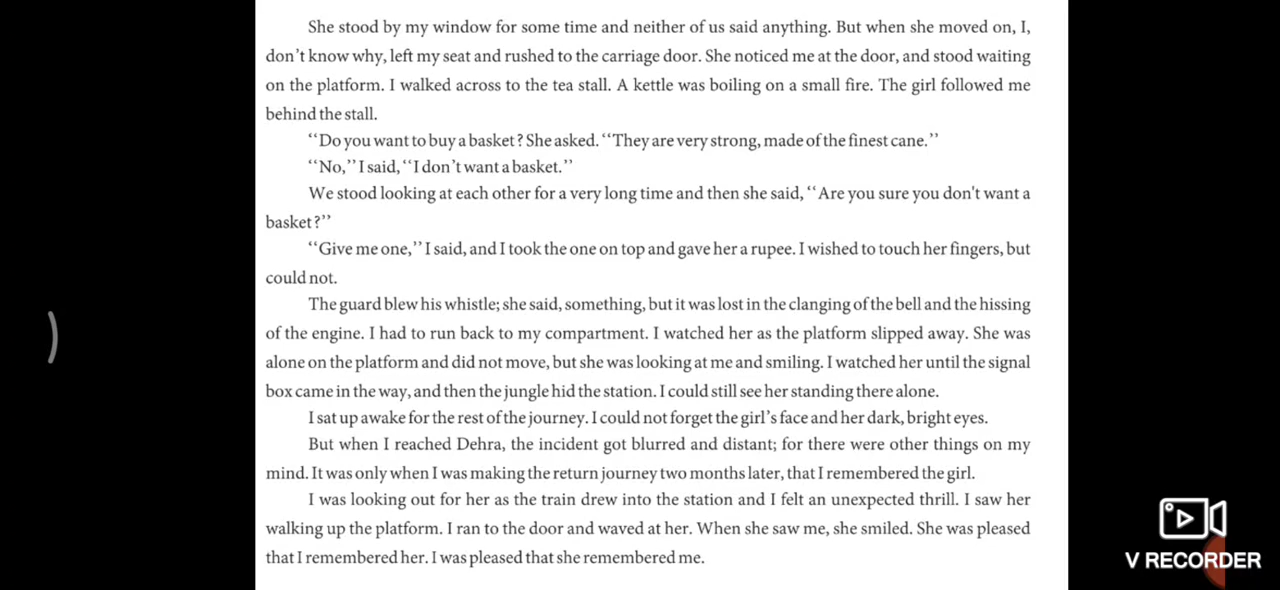 She stood by my window for some time and neither of us said anything. But when she moved on, I,
don't know why, left my seat and rushed to the carriage door. She noticed me at the door, and stood waiting
on the platform. I walked across to the tea stall. A kettle was boiling on a small fire. The girl followed me
behind the stall.
‘‘Do you want to buy a basket? She asked. ‘‘They are very strong, made of the finest cane.’’
‘‘No,’’ I said, ‘‘I don’t want a basket.’’
We stood looking at each other for a very long time and then she said, ‘‘Are you sure you don't want a
basket?’’
‘‘Give me one,’’ I said, and I took the one on top and gave her a rupee. I wished to touch her fingers, but
could not.
The guard blew his whistle; she said, something, but it was lost in the clanging of the bell and the hissing
of the engine. I had to run back to my compartment. I watched her as the platform slipped away. She was
alone on the platform and did not move, but she was looking at me and smiling. I watched her until the signal
box came in the way, and then the jungle hid the station. I could still see her standing there alone.
I sat up awake for the rest of the journey. I could not forget the girl’s face and her dark, bright eyes.
But when I reached Dehra, the incident got blurred and distant; for there were other things on my
mind. It was only when I was making the return journey two months later, that I remembered the girl.
I was looking out for her as the train drew into the station and I felt an unexpected thrill. I saw her
walking up the platform. I ran to the door and waved at her. When she saw me, she smiled. She was pleased
that I remembered her. I was pleased that she remembered me.
V RECORDER